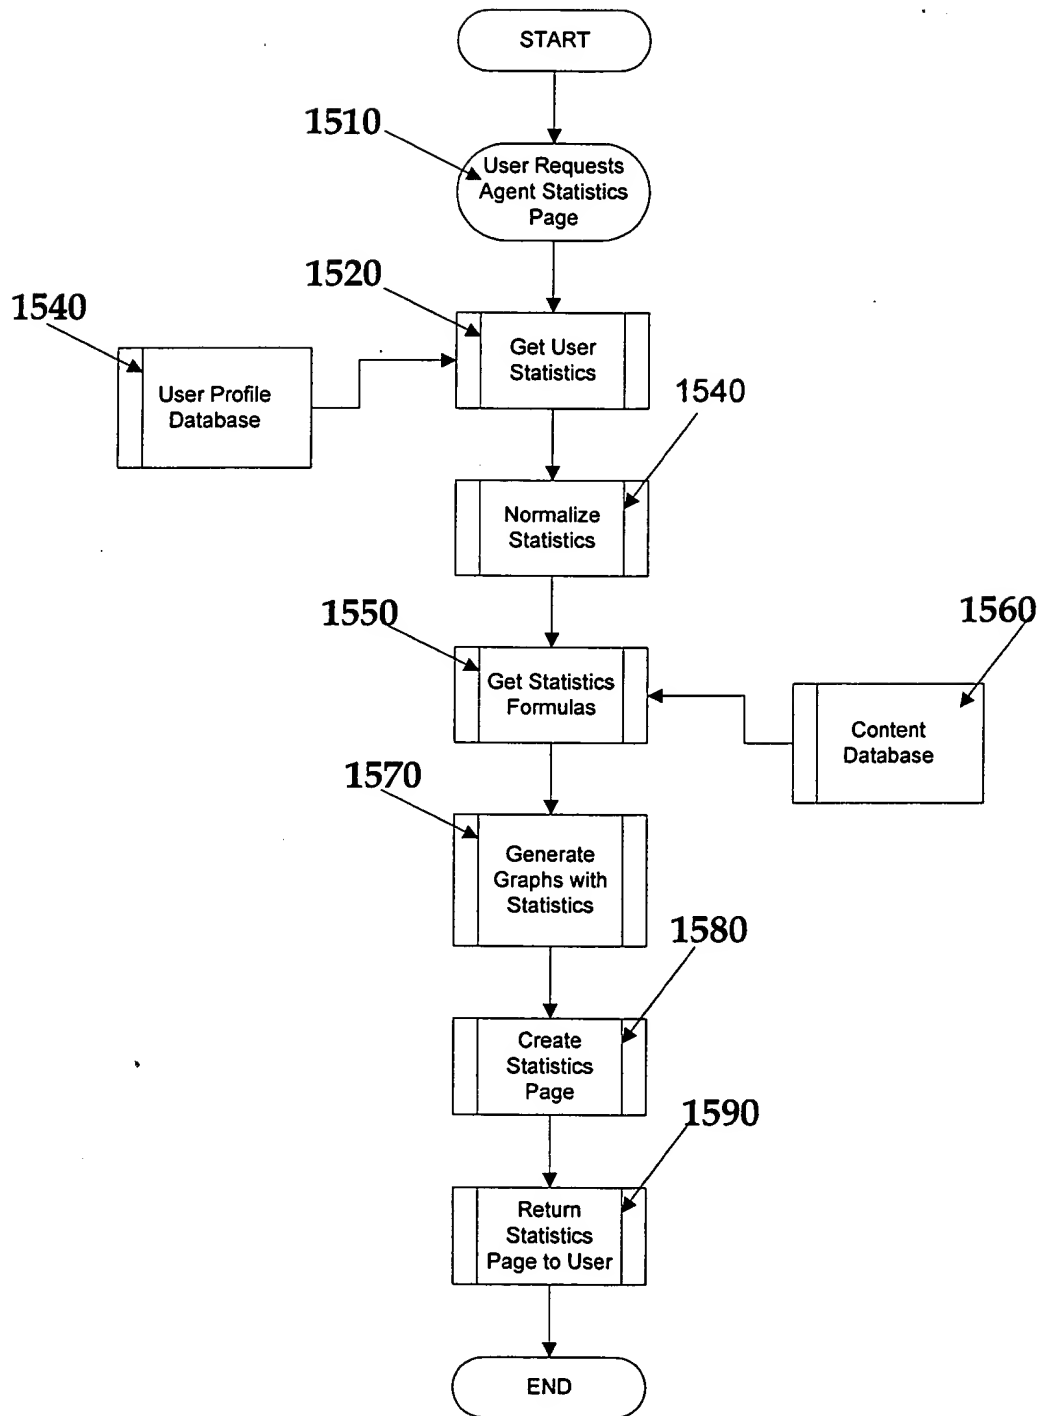 START
1510
User Requests
Agent Statistics
Page
1520
1540
Get User
Statistics
User Profile
Database
1540
Normalize
Statistics
1550
1560
Get Statistics
Formulas
Content
Database
1570
Generate
Graphs with
Statistics
1580
Create
Statistics
Page
1590
Return
Statistics
Page to User
END